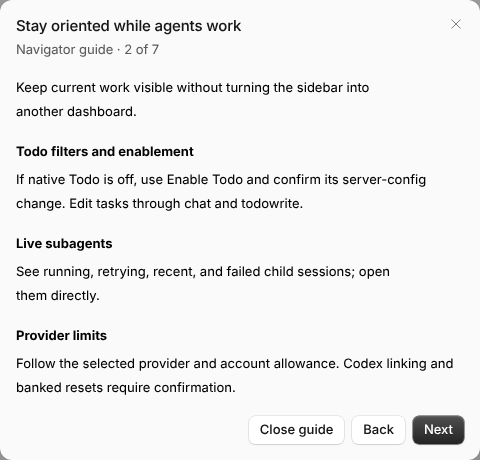 Stay oriented while agents work
Navigator guide · 2 of 7
Keep current work visible without turning the sidebar into
another dashboard.
Todo filters and enablement
If native Todo is off, use Enable Todo and confirm its server-config
change. Edit tasks through chat and todowrite.
Live subagents
See running, retrying, recent, and failed child sessions; open
them directly.
Provider limits
Follow the selected provider and account allowance. Codex linking and
banked resets require confirmation.
Close guide
Back
Next